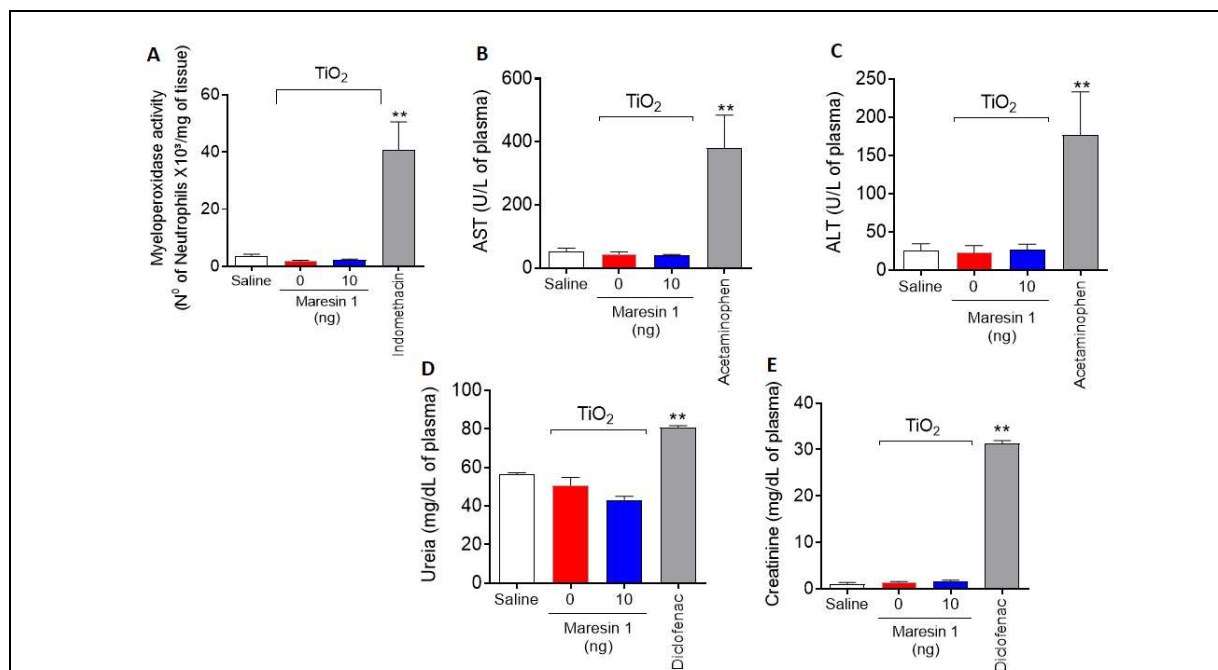 A
Myeloperoxidase activity
(N⁰ of Neutrophils X10³/mg of tissue)
60
40
20
0
TiO₂
**
Saline
0
10
Indomethacin
Maresin 1
(ng)
B
AST (U/L of plasma)
600
400
200
0
TiO₂
**
Saline
0
10
Acetaminophen
Maresin 1
(ng)
C
ALT (U/L of plasma)
250
200
150
100
50
0
TiO₂
**
Saline
0
10
Acetaminophen
Maresin 1
(ng)
D
Ureia (mg/dL of plasma)
100
80
60
40
20
0
TiO₂
**
Saline
0
10
Diclofenac
Maresin 1
(ng)
E
Creatinine (mg/dL of plasma)
40
30
20
10
0
TiO₂
**
Saline
0
10
Diclofenac
Maresin 1
(ng)